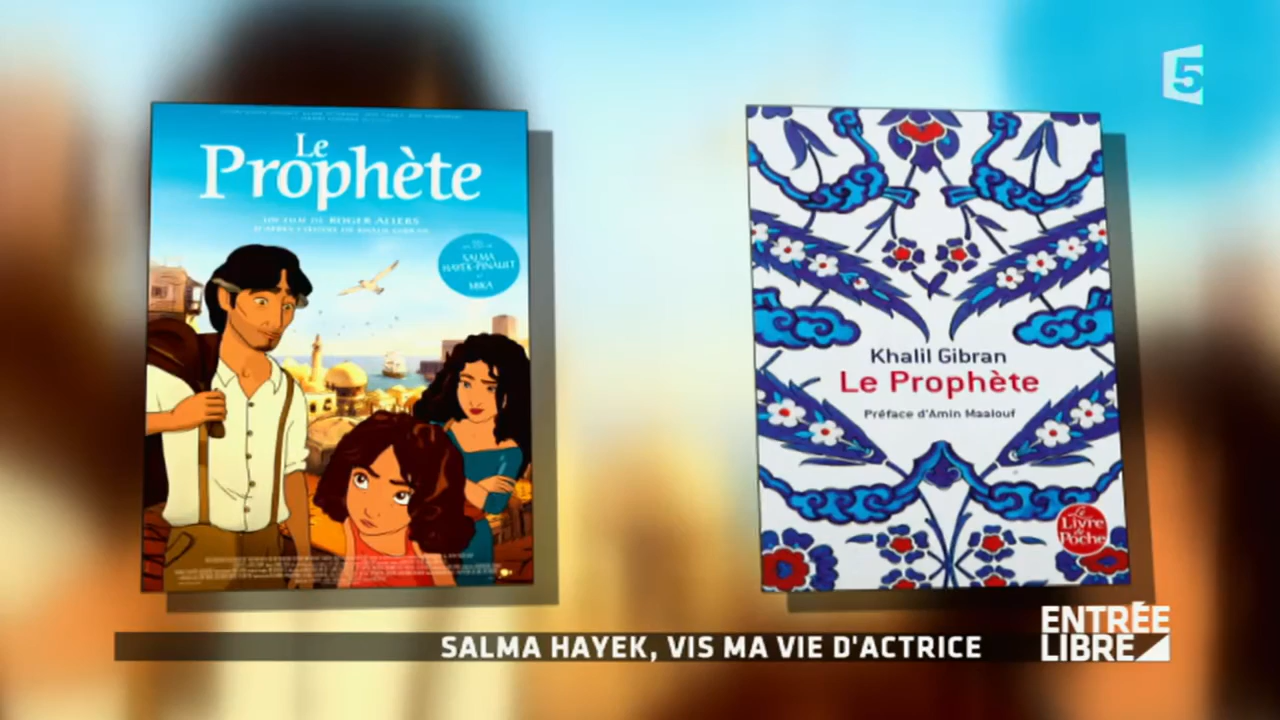 5
Le
Prophète
UN FILM DE ROGER ALLERS
D'APRÈS L'ŒUVRE DE KHALIL GIBRAN
SALMA
HAYEK-PINAULT
MIKA
Khalil Gibran
Le Prophète
Préface d'Amin Maalouf
Le
Livre
de
Poche
SALMA HAYEK, VIS MA VIE D'ACTRICE
ENTRÉE
LIBRE